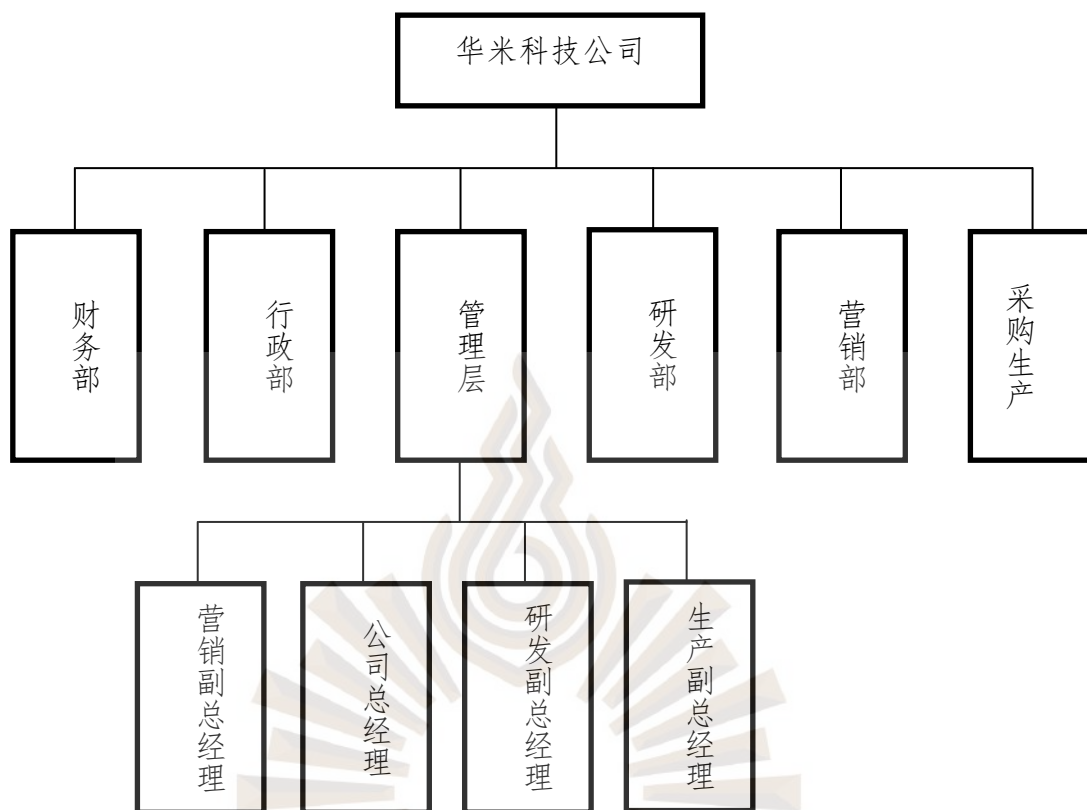 华米科技公司
财务部
行政部
管理层
研发部
营销部
采购生产
营销副总经理
公司总经理
研发副总经理
生产副总经理